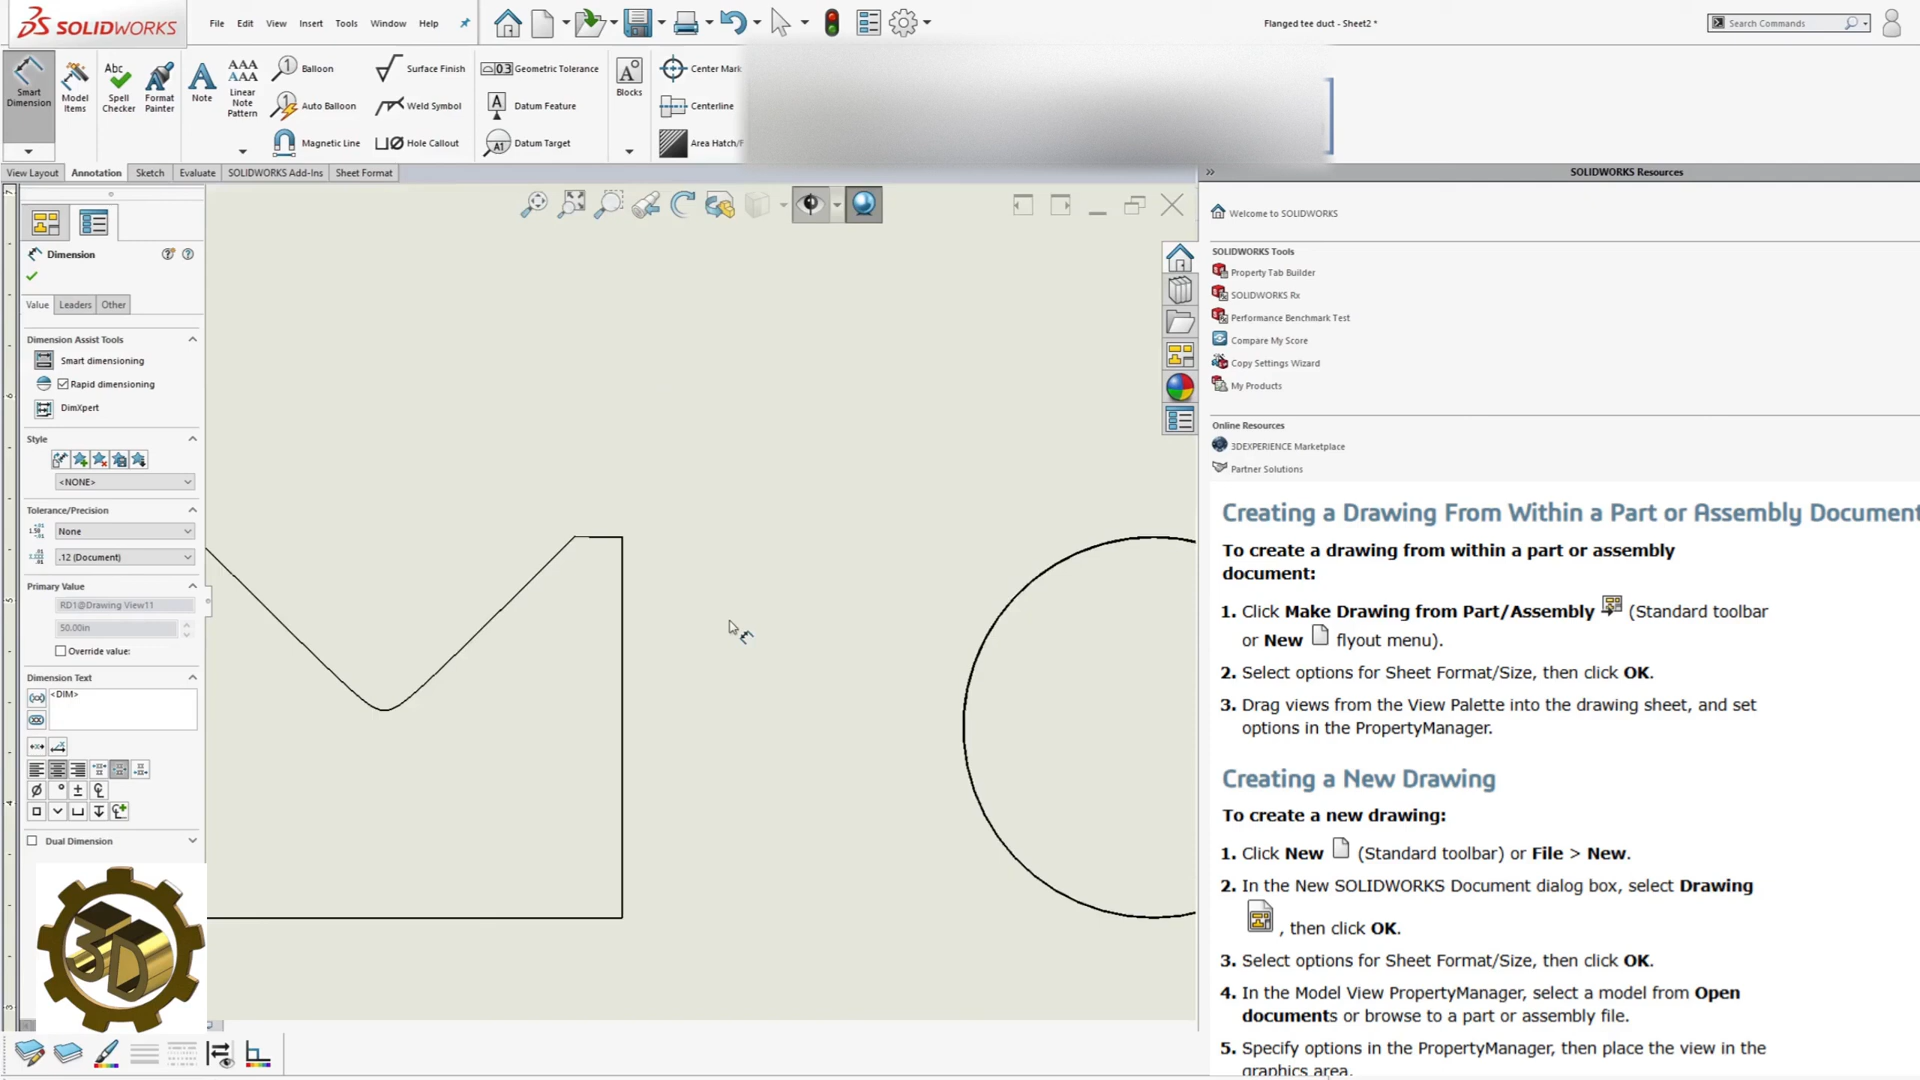 SOLIDWORKS
File
Edit
View
Insert
Tools
Window
Help
Flanged tee duct - Sheet2 *
Search Commands
Smart
Dimension
Model
Items
Abc
Spell
Checker
Format
Painter
Note
Linear
Note
Pattern
Balloon
Auto Balloon
Magnetic Line
Surface Finish
Weld Symbol
Hole Callout
Geometric Tolerance
Datum Feature
Datum Target
Blocks
Center Mark
Centerline
Area Hatch/F
View Layout
Annotation
Sketch
Evaluate
SOLIDWORKS Add-Ins
Sheet Format
SOLIDWORKS Resources
Dimension
Value
Leaders
Other
Dimension Assist Tools
Smart dimensioning
Rapid dimensioning
DimXpert
Style
<NONE>
Tolerance/Precision
None
.12 (Document)
Primary Value
RD1@Drawing View11
50.00in
Override value:
Dimension Text
<DIM>
Dual Dimension
3D
Welcome to SOLIDWORKS
SOLIDWORKS Tools
Property Tab Builder
SOLIDWORKS Rx
Performance Benchmark Test
Compare My Score
Copy Settings Wizard
My Products
Online Resources
3DEXPERIENCE Marketplace
Partner Solutions
Creating a Drawing From Within a Part or Assembly Document
To create a drawing from within a part or assembly
document:
1. Click Make Drawing from Part/Assembly (Standard toolbar
or New flyout menu).
2. Select options for Sheet Format/Size, then click OK.
3. Drag views from the View Palette into the drawing sheet, and set
options in the PropertyManager.
Creating a New Drawing
To create a new drawing:
1. Click New (Standard toolbar) or File > New.
2. In the New SOLIDWORKS Document dialog box, select Drawing
, then click OK.
3. Select options for Sheet Format/Size, then click OK.
4. In the Model View PropertyManager, select a model from Open
documents or browse to a part or assembly file.
5. Specify options in the PropertyManager, then place the view in the
graphics area.